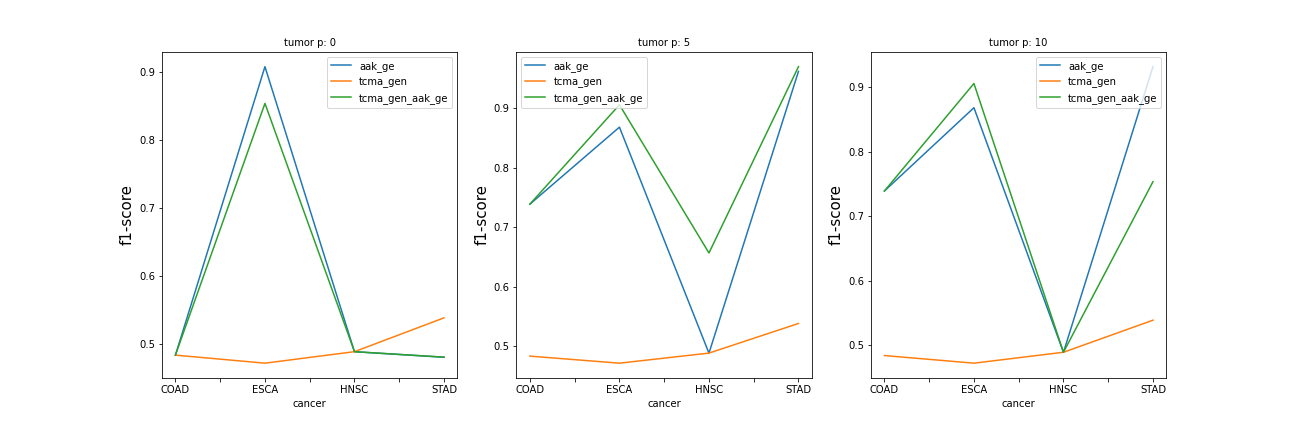 tumor p: 0
aak_ge
tcma_gen
tcma_gen_aak_ge
f1-score
0.9
0.8
0.7
0.6
0.5
COAD
ESCA
HNSC
STAD
cancer
tumor p: 5
aak_ge
tcma_gen
tcma_gen_aak_ge
f1-score
0.9
0.8
0.7
0.6
0.5
COAD
ESCA
HNSC
STAD
cancer
tumor p: 10
aak_ge
tcma_gen
tcma_gen_aak_ge
f1-score
0.9
0.8
0.7
0.6
0.5
COAD
ESCA
HNSC
STAD
cancer